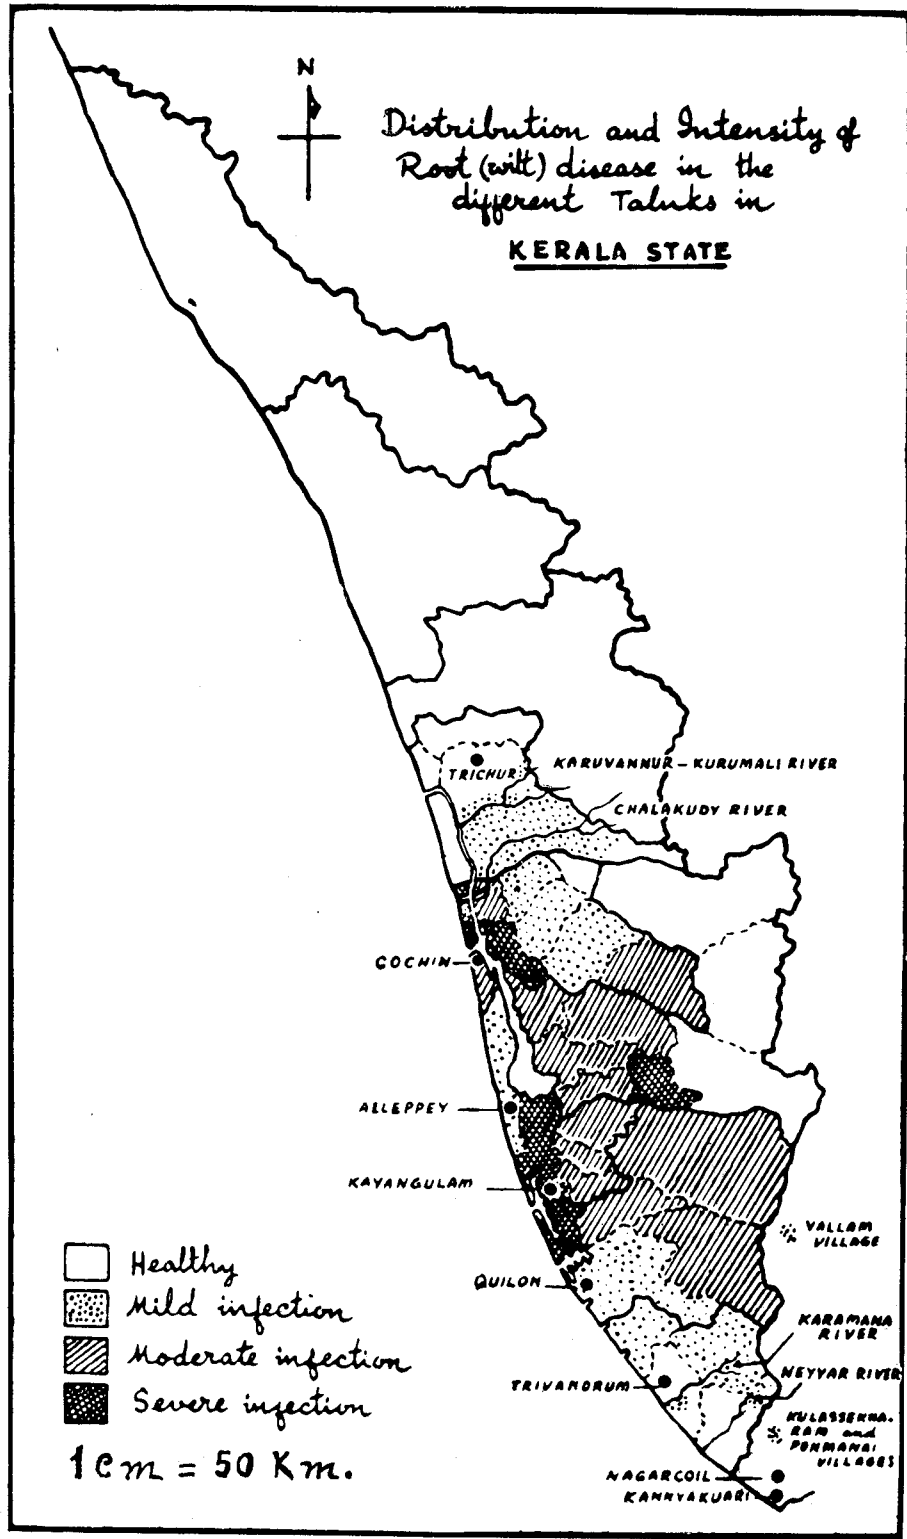 N
Distribution and Intensity of
Root (wilt) disease in the
different Taluks in
KERALA STATE
TRICHUR
KARUVANNUR - KURUMALI RIVER
CHALAKUDY RIVER
COCHIN
ALLEPPEY
KAYANGULAM
VALLAM
VILLAGE
QUILON
KARAMANA
RIVER
NEYYAR RIVER
TRIVANDRUM
KULASSEKHA-
RAM and
PONMANAI
VILLAGES
NAGARCOIL
KANNYAKUARI
Healthy
Mild infection
Moderate infection
Severe infection
1cm = 50 Km.